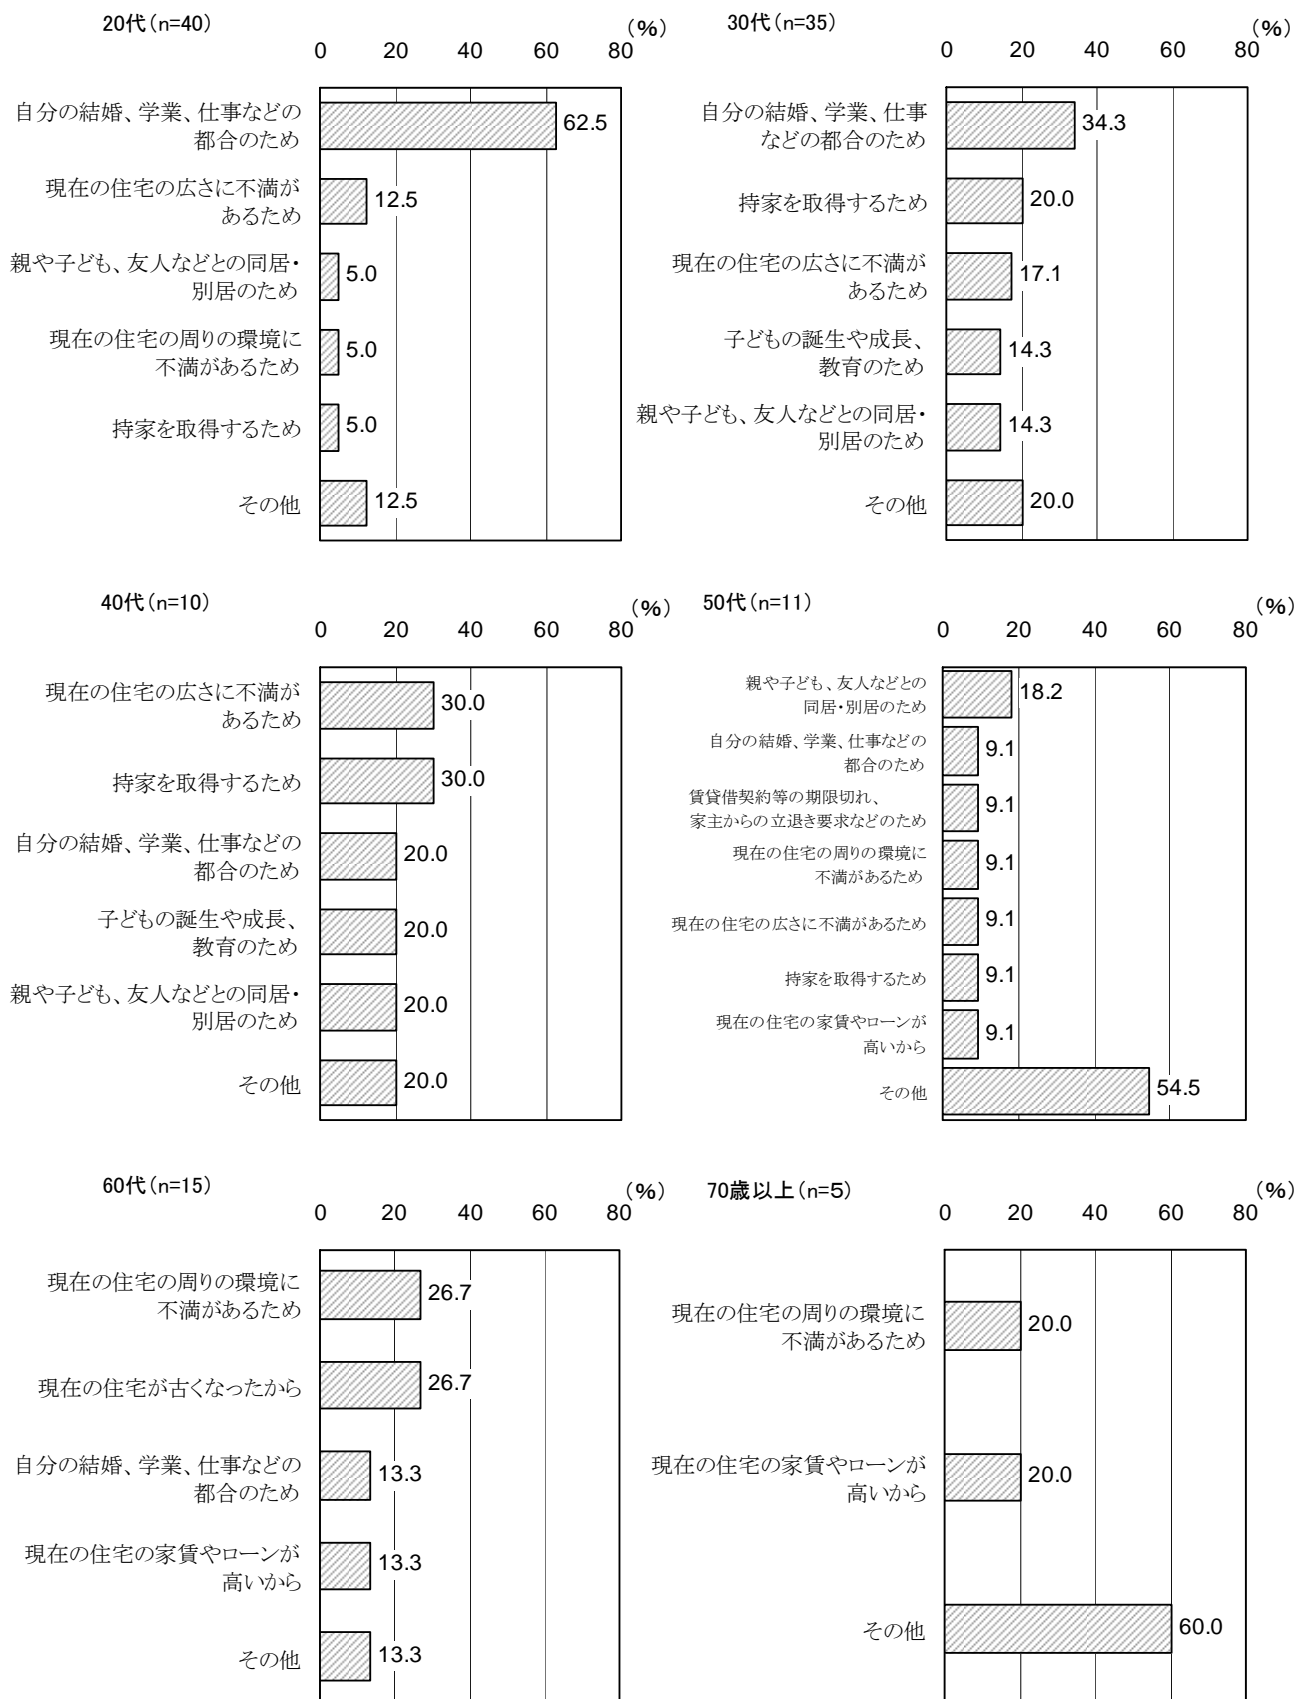 20代（n=40）
（%）
0 20 40 60 80
自分の結婚、学業、仕事などの
都合のため
62.5
現在の住宅の広さに不満が
あるため
12.5
親や子ども、友人などとの同居・
別居のため
5.0
現在の住宅の周りの環境に
不満があるため
5.0
持家を取得するため
5.0
その他
12.5
30代（n=35）
（%）
0 20 40 60 80
自分の結婚、学業、仕事
などの都合のため
34.3
持家を取得するため
20.0
現在の住宅の広さに不満が
あるため
17.1
子どもの誕生や成長、
教育のため
14.3
親や子ども、友人などとの同居・
別居のため
14.3
その他
20.0
40代（n=10）
（%）
0 20 40 60 80
現在の住宅の広さに不満が
あるため
30.0
持家を取得するため
30.0
自分の結婚、学業、仕事などの
都合のため
20.0
子どもの誕生や成長、
教育のため
20.0
親や子ども、友人などとの同居・
別居のため
20.0
その他
20.0
50代（n=11）
（%）
0 20 40 60 80
親や子ども、友人などとの
同居・別居のため
18.2
自分の結婚、学業、仕事などの
都合のため
9.1
賃貸借契約等の期限切れ、
家主からの立退き要求などのため
9.1
現在の住宅の周りの環境に
不満があるため
9.1
現在の住宅の広さに不満があるため
9.1
持家を取得するため
9.1
現在の住宅の家賃やローンが
高いから
9.1
その他
54.5
60代（n=15）
（%）
0 20 40 60 80
現在の住宅の周りの環境に
不満があるため
26.7
現在の住宅が古くなったから
26.7
自分の結婚、学業、仕事などの
都合のため
13.3
現在の住宅の家賃やローンが
高いから
13.3
その他
13.3
70歳以上（n=5）
（%）
0 20 40 60 80
現在の住宅の周りの環境に
不満があるため
20.0
現在の住宅の家賃やローンが
高いから
20.0
その他
60.0